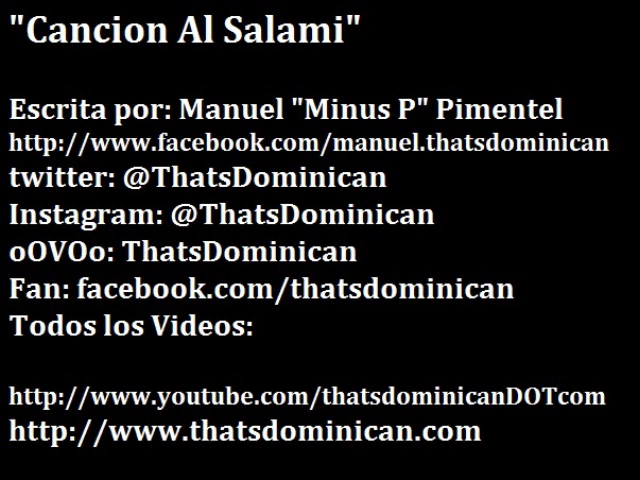 "Cancion Al Salami"
Escrita por: Manuel "Minus P" Pimentel
http://www.facebook.com/manuel.thatsdominican
twitter: @ThatsDominican
Instagram: @ThatsDominican
oOVOo: ThatsDominican
Fan: facebook.com/thatsdominican
Todos los Videos:
http://www.youtube.com/thatsdominicanDOTcom
http://www.thatsdominican.com